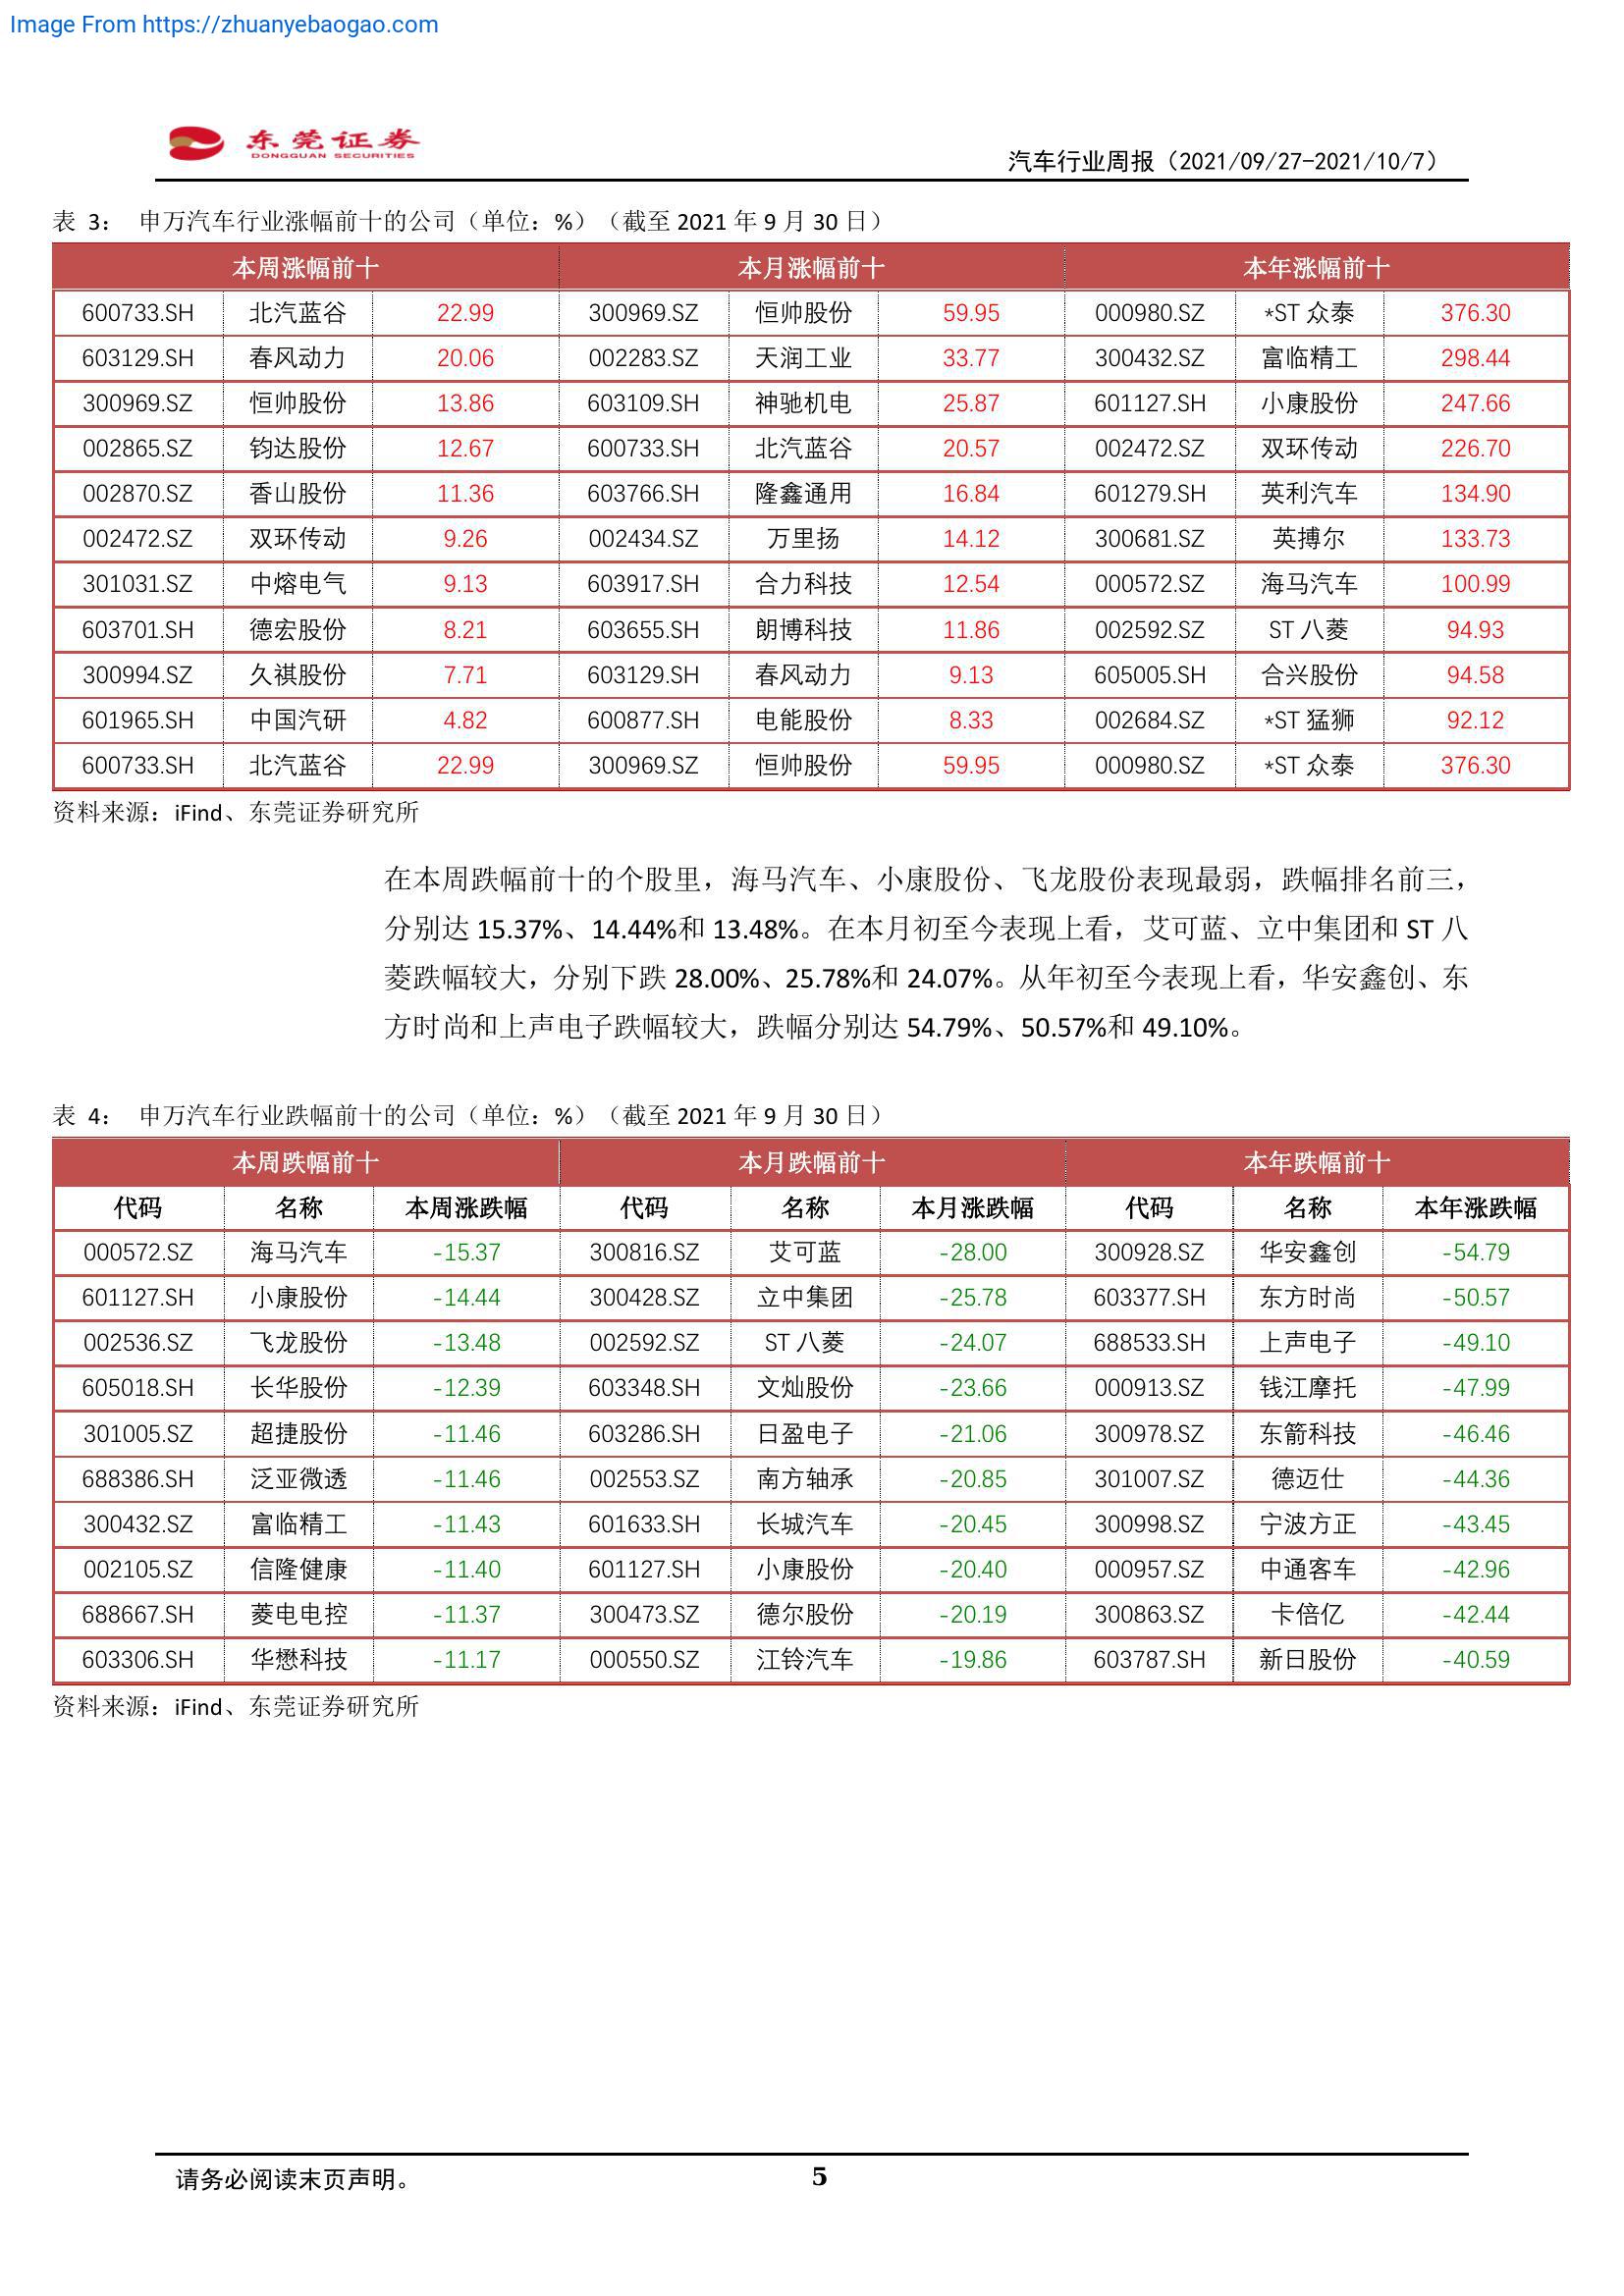 Image From https://zhuanyebaogao.com
东莞证券
DONGGUAN SECURITIES
汽车行业周报（2021/09/27-2021/10/7）
表 3： 申万汽车行业涨幅前十的公司（单位：%）（截至 2021 年 9 月 30 日）
本周涨幅前十 本月涨幅前十 本年涨幅前十
600733.SH 北汽蓝谷 22.99 300969.SZ 恒帅股份 59.95 000980.SZ *ST 众泰 376.30
603129.SH 春风动力 20.06 002283.SZ 天润工业 33.77 300432.SZ 富临精工 298.44
300969.SZ 恒帅股份 13.86 603109.SH 神驰机电 25.87 601127.SH 小康股份 247.66
002865.SZ 钧达股份 12.67 600733.SH 北汽蓝谷 20.57 002472.SZ 双环传动 226.70
002870.SZ 香山股份 11.36 603766.SH 隆鑫通用 16.84 601279.SH 英利汽车 134.90
002472.SZ 双环传动 9.26 002434.SZ 万里扬 14.12 300681.SZ 英搏尔 133.73
301031.SZ 中熔电气 9.13 603917.SH 合力科技 12.54 000572.SZ 海马汽车 100.99
603701.SH 德宏股份 8.21 603655.SH 朗博科技 11.86 002592.SZ ST 八菱 94.93
300994.SZ 久祺股份 7.71 603129.SH 春风动力 9.13 605005.SH 合兴股份 94.58
601965.SH 中国汽研 4.82 600877.SH 电能股份 8.33 002684.SZ *ST 猛狮 92.12
600733.SH 北汽蓝谷 22.99 300969.SZ 恒帅股份 59.95 000980.SZ *ST 众泰 376.30
资料来源：iFind、东莞证券研究所
在本周跌幅前十的个股里，海马汽车、小康股份、飞龙股份表现最弱，跌幅排名前三，
分别达 15.37%、14.44%和 13.48%。在本月初至今表现上看，艾可蓝、立中集团和 ST 八
菱跌幅较大，分别下跌 28.00%、25.78%和 24.07%。从年初至今表现上看，华安鑫创、东
方时尚和上声电子跌幅较大，跌幅分别达 54.79%、50.57%和 49.10%。
表 4： 申万汽车行业跌幅前十的公司（单位：%）（截至 2021 年 9 月 30 日）
本周跌幅前十 本月跌幅前十 本年跌幅前十
代码 名称 本周涨跌幅 代码 名称 本月涨跌幅 代码 名称 本年涨跌幅
000572.SZ 海马汽车 -15.37 300816.SZ 艾可蓝 -28.00 300928.SZ 华安鑫创 -54.79
601127.SH 小康股份 -14.44 300428.SZ 立中集团 -25.78 603377.SH 东方时尚 -50.57
002536.SZ 飞龙股份 -13.48 002592.SZ ST 八菱 -24.07 688533.SH 上声电子 -49.10
605018.SH 长华股份 -12.39 603348.SH 文灿股份 -23.66 000913.SZ 钱江摩托 -47.99
301005.SZ 超捷股份 -11.46 603286.SH 日盈电子 -21.06 300978.SZ 东箭科技 -46.46
688386.SH 泛亚微透 -11.46 002553.SZ 南方轴承 -20.85 301007.SZ 德迈仕 -44.36
300432.SZ 富临精工 -11.43 601633.SH 长城汽车 -20.45 300998.SZ 宁波方正 -43.45
002105.SZ 信隆健康 -11.40 601127.SH 小康股份 -20.40 000957.SZ 中通客车 -42.96
688667.SH 菱电电控 -11.37 300473.SZ 德尔股份 -20.19 300863.SZ 卡倍亿 -42.44
603306.SH 华懋科技 -11.17 000550.SZ 江铃汽车 -19.86 603787.SH 新日股份 -40.59
资料来源：iFind、东莞证券研究所
请务必阅读末页声明。 5